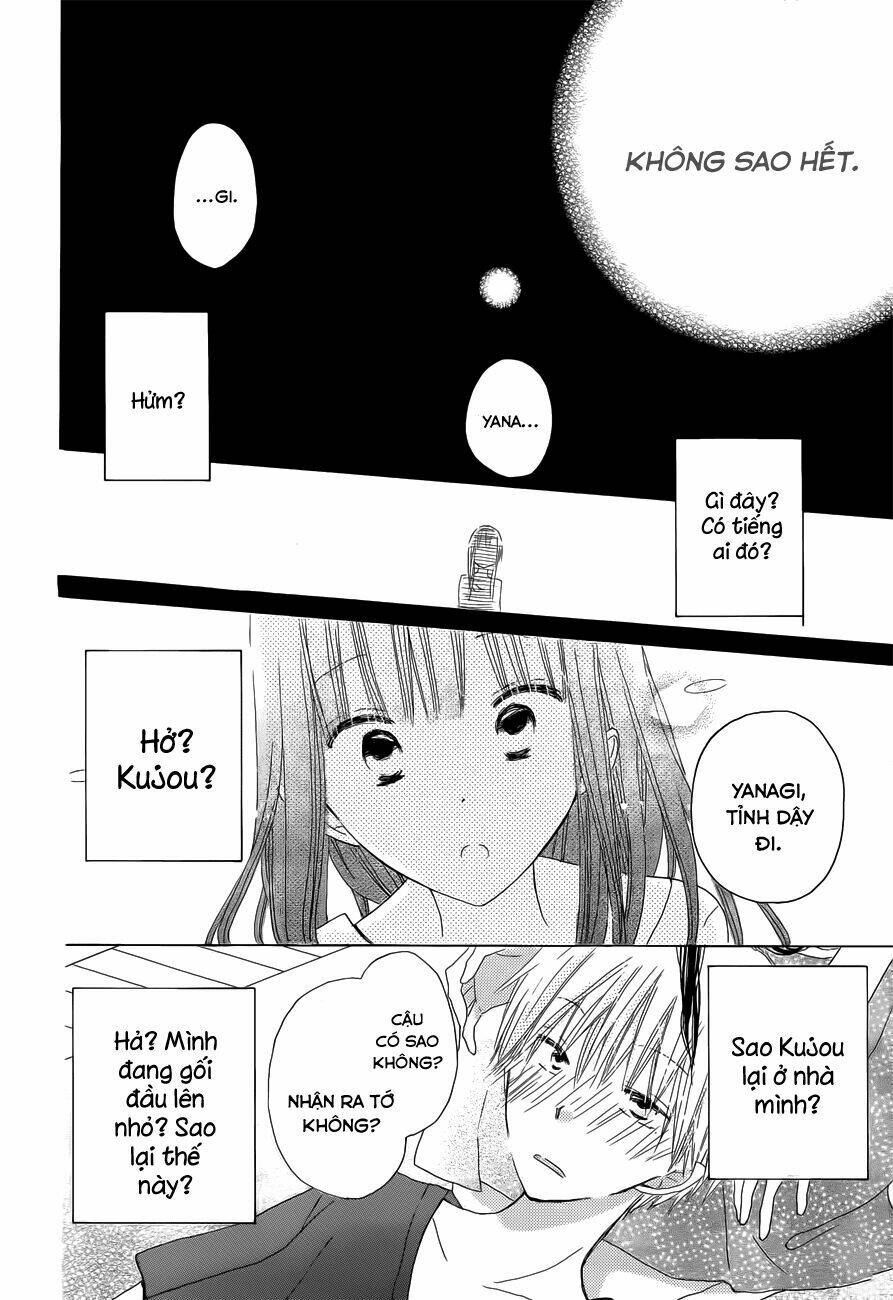 KHÔNG SAO HẾT.
Gì đây?
Có tiếng
ai đó?
YANA...
...GI.
Hửm?
YANAGI,
TỈNH DẬY
ĐI.
Hở?
Kujou?
Sao Kujou
lại ở nhà
mình?
CẬU
CÓ SAO
KHÔNG?
NHẬN RA TỚ
KHÔNG?
Hả? Mình
đang gối
đầu lên
nhỏ? Sao
lại thế
này?